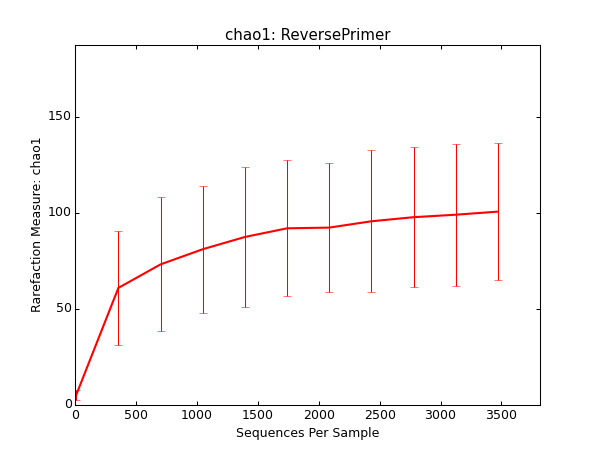 chao1: ReversePrimer
Rarefaction Measure: chao1
150
100
50
0
0 500 1000 1500 2000 2500 3000 3500
Sequences Per Sample